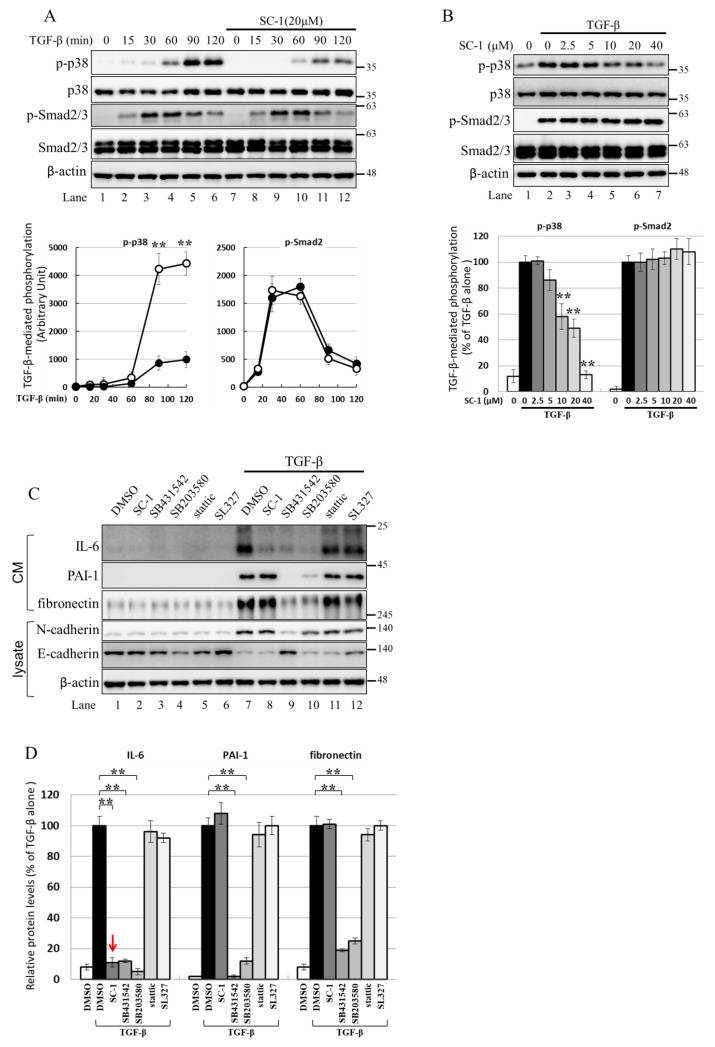 A
SC-1(20μM)
TGF-β (min) 0 15 30 60 90 120 0 15 30 60 90 120
p-p38
35
p38
35
p-Smad2/3
63
Smad2/3
63
β-actin
48
Lane 1 2 3 4 5 6 7 8 9 10 11 12
p-p38
TGF-β-mediated phosphorylation
(Arbitrary Unit)
5000
4000
3000
2000
1000
0
** **
TGF-β (min) 0 20 40 60 80 100 120
p-Smad2
2500
2000
1500
1000
500
0
0 20 40 60 80 100 120
B
TGF-β
SC-1 (μM) 0 0 2.5 5 10 20 40
p-p38
35
p38
35
p-Smad2/3
63
Smad2/3
63
β-actin
48
Lane 1 2 3 4 5 6 7
p-p38 p-Smad2
TGF-β-mediated phosphorylation
(% of TGF-β alone )
120
100
80
60
40
20
0
**
**
**
SC-1 (μM) 0 0 2.5 5 10 20 40 0 0 2.5 5 10 20 40
TGF-β TGF-β
C
TGF-β
DMSO SC-1 SB431542 SB203580 stattic SL327 DMSO SC-1 SB431542 SB203580 stattic SL327
CM
25
IL-6
45
PAI-1
fibronectin
245
lysate
N-cadherin
140
E-cadherin
140
β-actin
48
Lane 1 2 3 4 5 6 7 8 9 10 11 12
D
IL-6 PAI-1 fibronectin
Relative protein levels (% of TGF-β alone )
120
100
80
60
40
20
0
** ** **
** **
** **
DMSO DMSO SC-1 SB431542 SB203580 stattic SL327 DMSO DMSO SC-1 SB431542 SB203580 stattic SL327 DMSO DMSO SC-1 SB431542 SB203580 stattic SL327
TGF-β TGF-β TGF-β